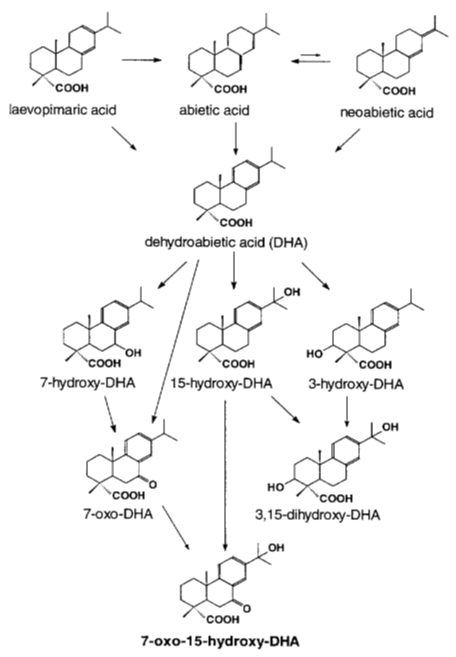 COOH COOH COOH
laevopimaric acid abietic acid neoabietic acid
COOH
dehydroabietic acid (DHA)
OH
OH HO
COOH COOH COOH
7-hydroxy-DHA 15-hydroxy-DHA 3-hydroxy-DHA
OH
O HO
COOH COOH
7-oxo-DHA 3,15-dihydroxy-DHA
OH
O
COOH
7-oxo-15-hydroxy-DHA